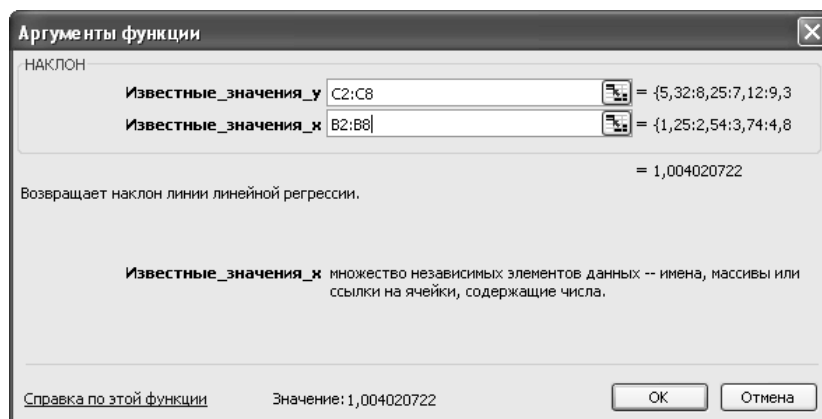 Аргументы функции
НАКЛОН
Известные_значения_y C2:C8 = {5,32:8,25:7,12:9,3
Известные_значения_x B2:B8 = {1,25:2,54:3,74:4,8
= 1,004020722
Возвращает наклон линии линейной регрессии.
Известные_значения_x множество независимых элементов данных -- имена, массивы или
ссылки на ячейки, содержащие числа.
Справка по этой функции Значение: 1,004020722 OK Отмена